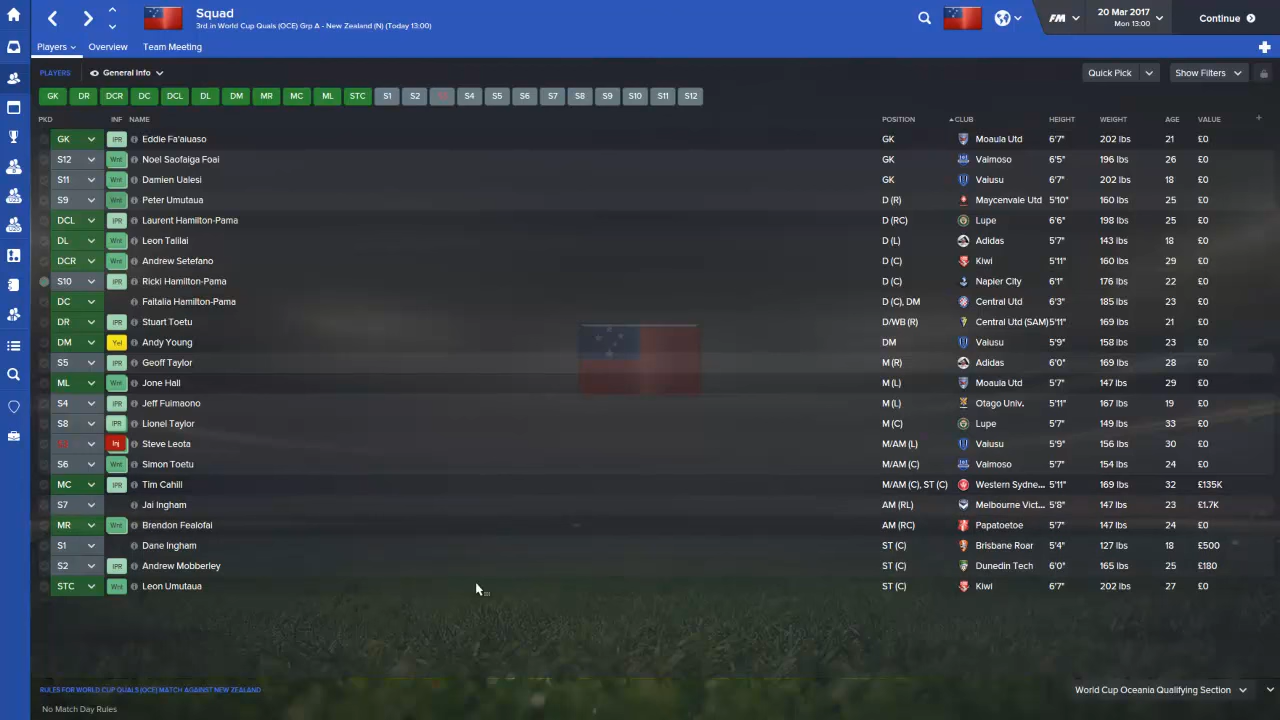 Squad
3rd in World Cup Quals (OCE) Grp A - New Zealand (N) (Today 13:00)
FM 20 Mar 2017
Mon 13:00
Continue
Players Overview Team Meeting
PLAYERS General Info Quick Pick Show Filters
GK DR DCR DC DCL DL DM MR MC ML STC S1 S2 S3 S4 S5 S6 S7 S8 S9 S10 S11 S12
PKD INF NAME POSITION CLUB HEIGHT WEIGHT AGE VALUE
GK IPR Eddie Fa'aiuaso GK Moaula Utd 6'7" 202 lbs 21 £0
S12 Wnt Noel Saofaiga Foai GK Vaimoso 6'5" 196 lbs 26 £0
S11 Wnt Damien Ualesi GK Vaiusu 6'7" 202 lbs 18 £0
S9 Wnt Peter Umutaua D (R) Maycenvale Utd 5'10" 160 lbs 25 £0
DCL IPR Laurent Hamilton-Pama D (RC) Lupe 6'6" 198 lbs 25 £0
DL Wnt Leon Talilai D (L) Adidas 5'7" 143 lbs 18 £0
DCR Wnt Andrew Setefano D (C) Kiwi 5'11" 160 lbs 29 £0
S10 IPR Ricki Hamilton-Pama D (C) Napier City 6'1" 176 lbs 22 £0
DC Faitalia Hamilton-Pama D (C), DM Central Utd 6'3" 185 lbs 23 £0
DR IPR Stuart Toetu D/WB (R) Central Utd (SAM) 5'11" 169 lbs 21 £0
DM Yel Andy Young DM Vaiusu 5'9" 158 lbs 23 £0
S5 IPR Geoff Taylor M (R) Adidas 6'0" 169 lbs 28 £0
ML Wnt Jone Hall M (L) Moaula Utd 5'7" 147 lbs 29 £0
S4 IPR Jeff Fuimaono M (L) Otago Univ. 5'11" 167 lbs 19 £0
S8 IPR Lionel Taylor M (C) Lupe 5'7" 149 lbs 33 £0
S3 Inj Steve Leota M/AM (L) Vaiusu 5'9" 156 lbs 30 £0
S6 Wnt Simon Toetu M/AM (C) Vaimoso 5'7" 154 lbs 24 £0
MC IPR Tim Cahill M/AM (C), ST (C) Western Sydne... 5'11" 169 lbs 32 £135K
S7 Jai Ingham AM (RL) Melbourne Vict... 5'8" 147 lbs 23 £1.7K
MR Wnt Brendon Fealofai AM (RC) Papatoetoe 5'7" 147 lbs 24 £0
S1 Dane Ingham ST (C) Brisbane Roar 5'4" 127 lbs 18 £500
S2 IPR Andrew Mobberley ST (C) Dunedin Tech 6'0" 165 lbs 25 £180
STC Wnt Leon Umutaua ST (C) Kiwi 6'7" 202 lbs 27 £0
RULES FOR WORLD CUP QUALS (OCE) MATCH AGAINST NEW ZEALAND
World Cup Oceania Qualifying Section
No Match Day Rules